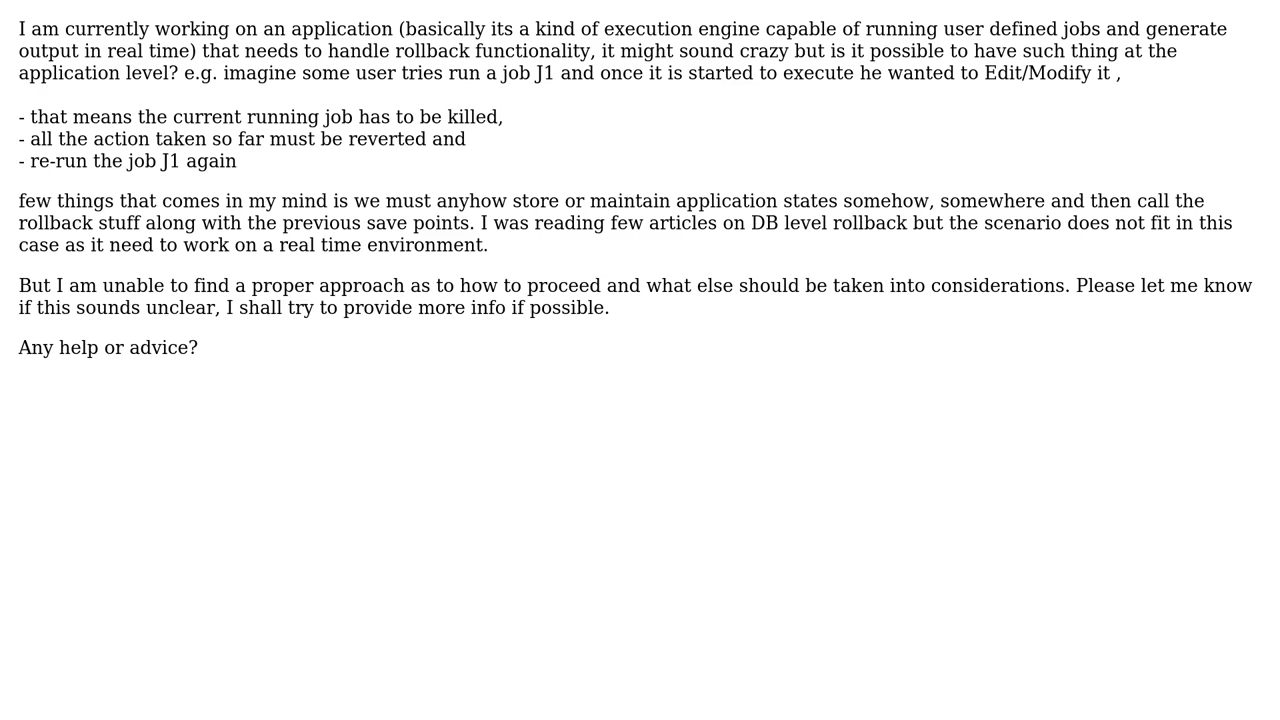 I am currently working on an application (basically its a kind of execution engine capable of running user defined jobs and generate
output in real time) that needs to handle rollback functionality, it might sound crazy but is it possible to have such thing at the
application level? e.g. imagine some user tries run a job J1 and once it is started to execute he wanted to Edit/Modify it ,
- that means the current running job has to be killed,
- all the action taken so far must be reverted and
- re-run the job J1 again
few things that comes in my mind is we must anyhow store or maintain application states somehow, somewhere and then call the
rollback stuff along with the previous save points. I was reading few articles on DB level rollback but the scenario does not fit in this
case as it need to work on a real time environment.
But I am unable to find a proper approach as to how to proceed and what else should be taken into considerations. Please let me know
if this sounds unclear, I shall try to provide more info if possible.
Any help or advice?